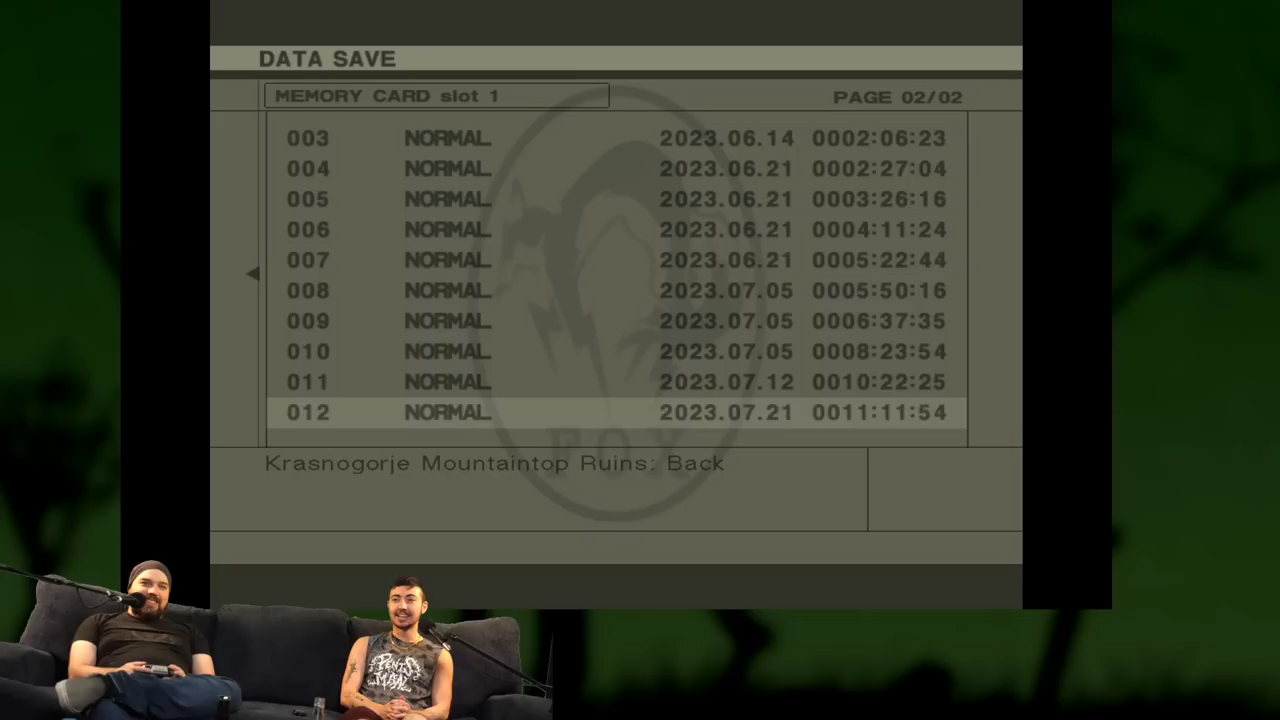 DATA SAVE
MEMORY CARD slot 1 PAGE 02/02
003 NORMAL 2023.06.14 0002:06:23
004 NORMAL 2023.06.21 0002:27:04
005 NORMAL 2023.06.21 0003:26:16
006 NORMAL 2023.06.21 0004:11:24
007 NORMAL 2023.06.21 0005:22:44
008 NORMAL 2023.07.05 0005:50:16
009 NORMAL 2023.07.05 0006:37:35
010 NORMAL 2023.07.05 0008:23:54
011 NORMAL 2023.07.12 0010:22:25
012 NORMAL 2023.07.21 0011:11:54
FOX
Krasnogorje Mountaintop Ruins: Back